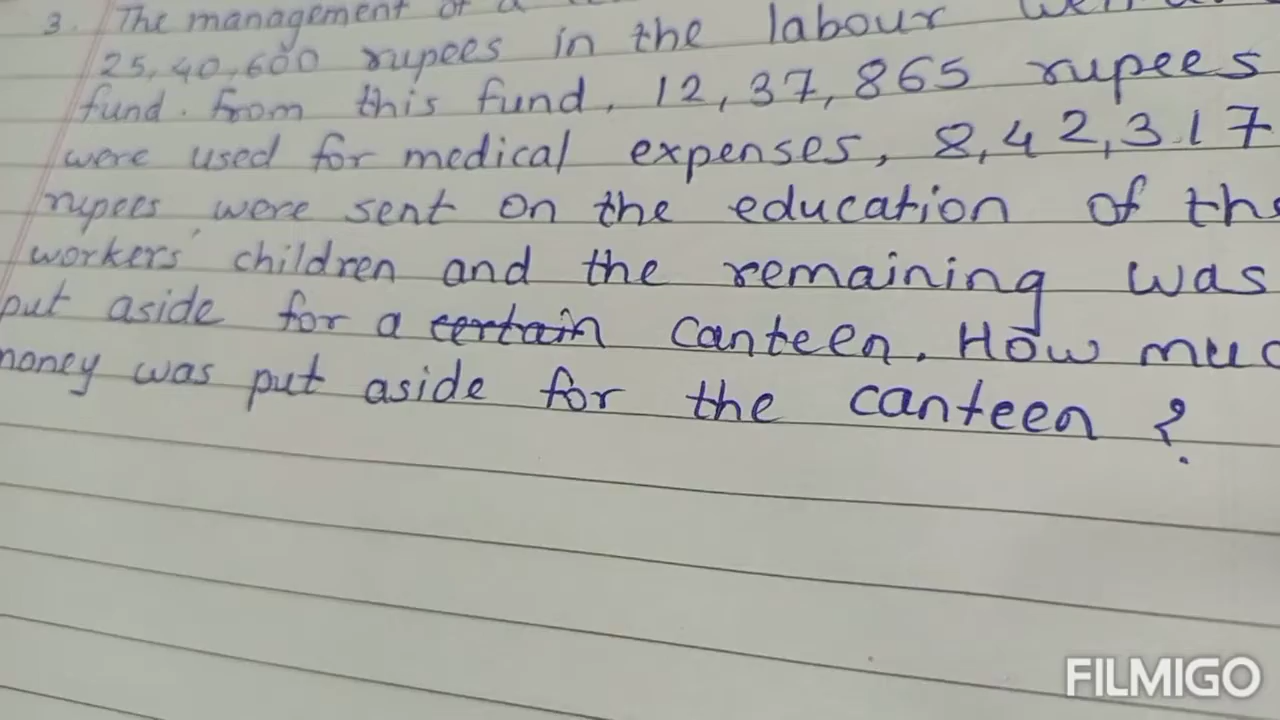 3. The management of a
25,40,600 rupees in the labour
fund. From this fund, 12,37,865 rupees
were used for medical expenses, 8,42,317
rupees were sent on the education of the
workers' children and the remaining was
put aside for a certain canteen. How much
money was put aside for the canteen ?
FILMIGO